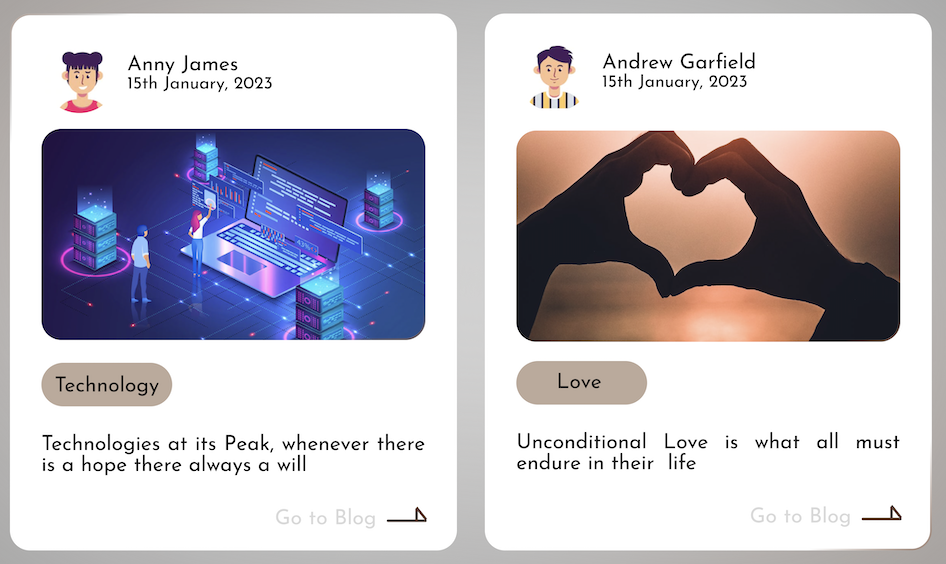 Anny James
15th January, 2023
Technology
Technologies at its Peak, whenever there
is a hope there always a will
Go to Blog
Andrew Garfield
15th January, 2023
Love
Unconditional Love is what all must
endure in their life
Go to Blog